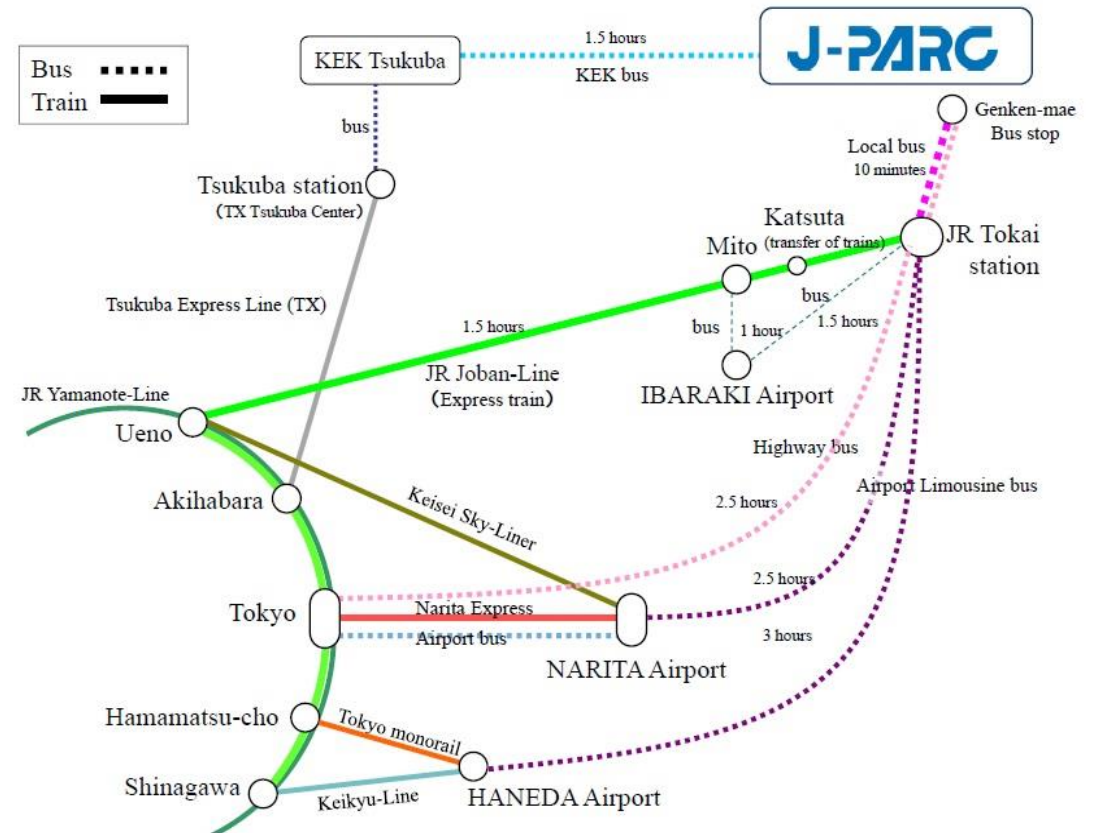 Bus
Train
KEK Tsukuba
1.5 hours
KEK bus
J-PARC
Genken-mae
Bus stop
Local bus
10 minutes
bus
Tsukuba station
(TX Tsukuba Center)
Katsuta
(transfer of trains)
Mito
JR Tokai
station
Tsukuba Express Line (TX)
1.5 hours
bus
1 hour
bus
1.5 hours
JR Joban-Line
(Express train)
IBARAKI Airport
JR Yamanote-Line
Ueno
Highway bus
Akihabara
Keisei Sky-Liner
2.5 hours
Airport Limousine bus
2.5 hours
Tokyo
Narita Express
Airport bus
3 hours
NARITA Airport
Hamamatsu-cho
Tokyo monorail
Shinagawa
Keikyu-Line
HANEDA Airport